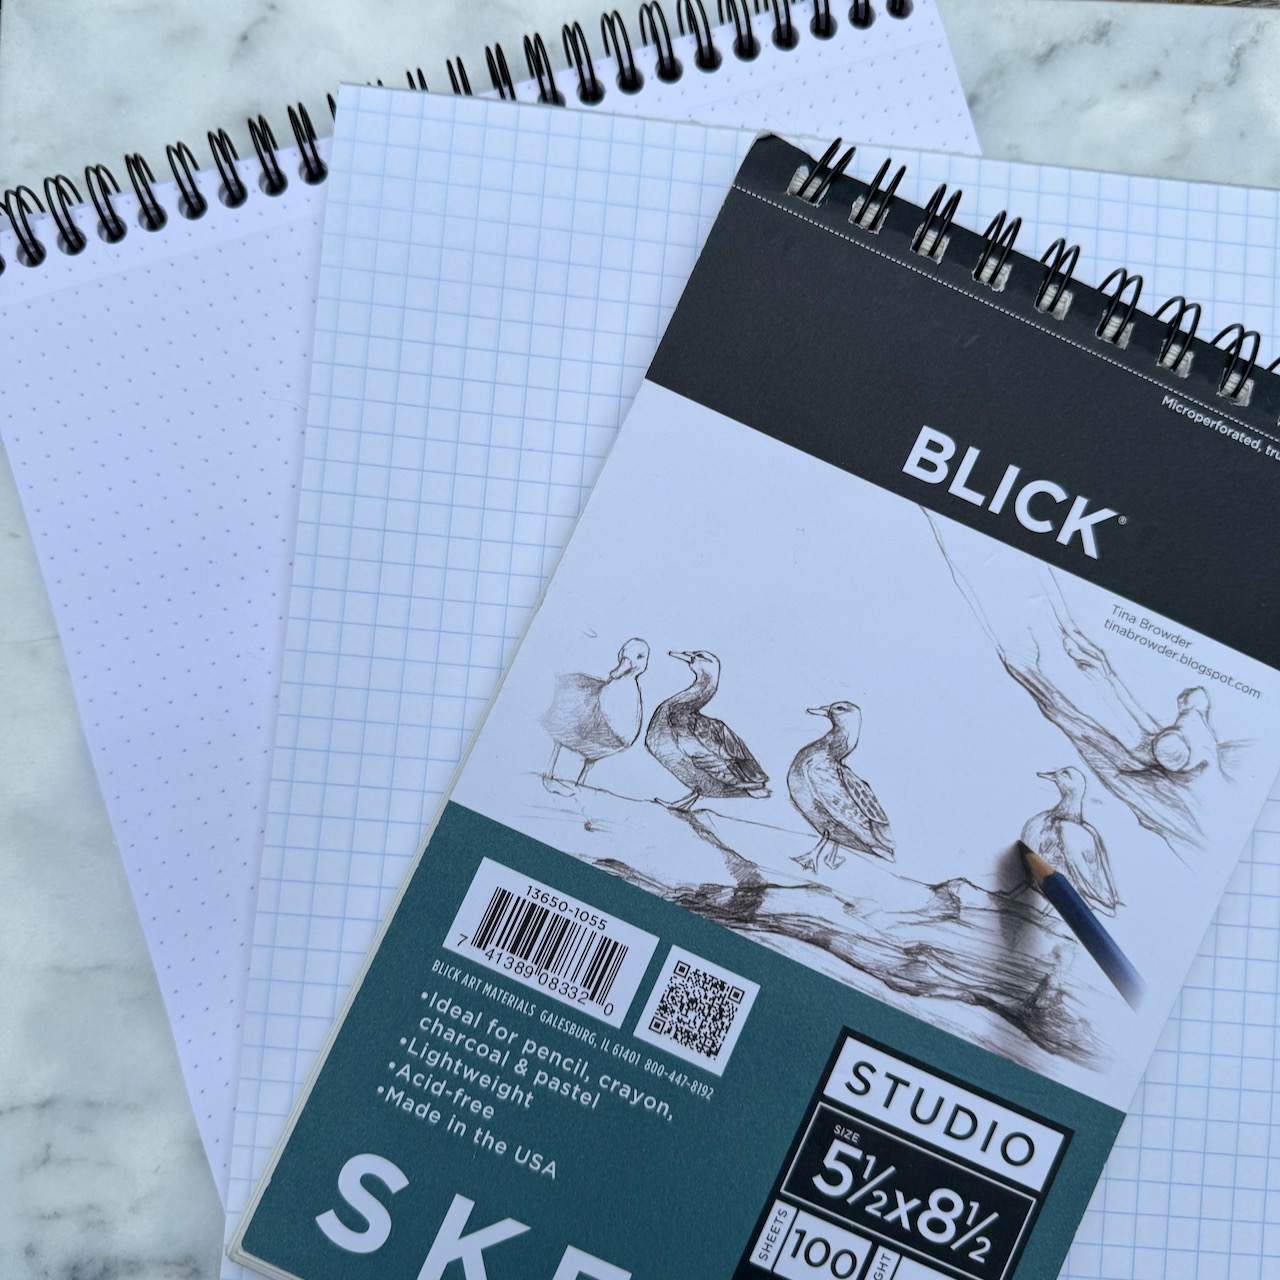 Microperforated, tru
BLICK®
Tina Browder
tinabrowder.blogspot.com
13650-1055
7 41389 08332 0
BLICK ART MATERIALS GALESBURG, IL 61401 800-447-8192
•Ideal for pencil, crayon,
charcoal & pastel
•Lightweight
•Acid-free
•Made in the USA
STUDIO
SIZE
5½x8½
SHEETS
100
GHT
SKE